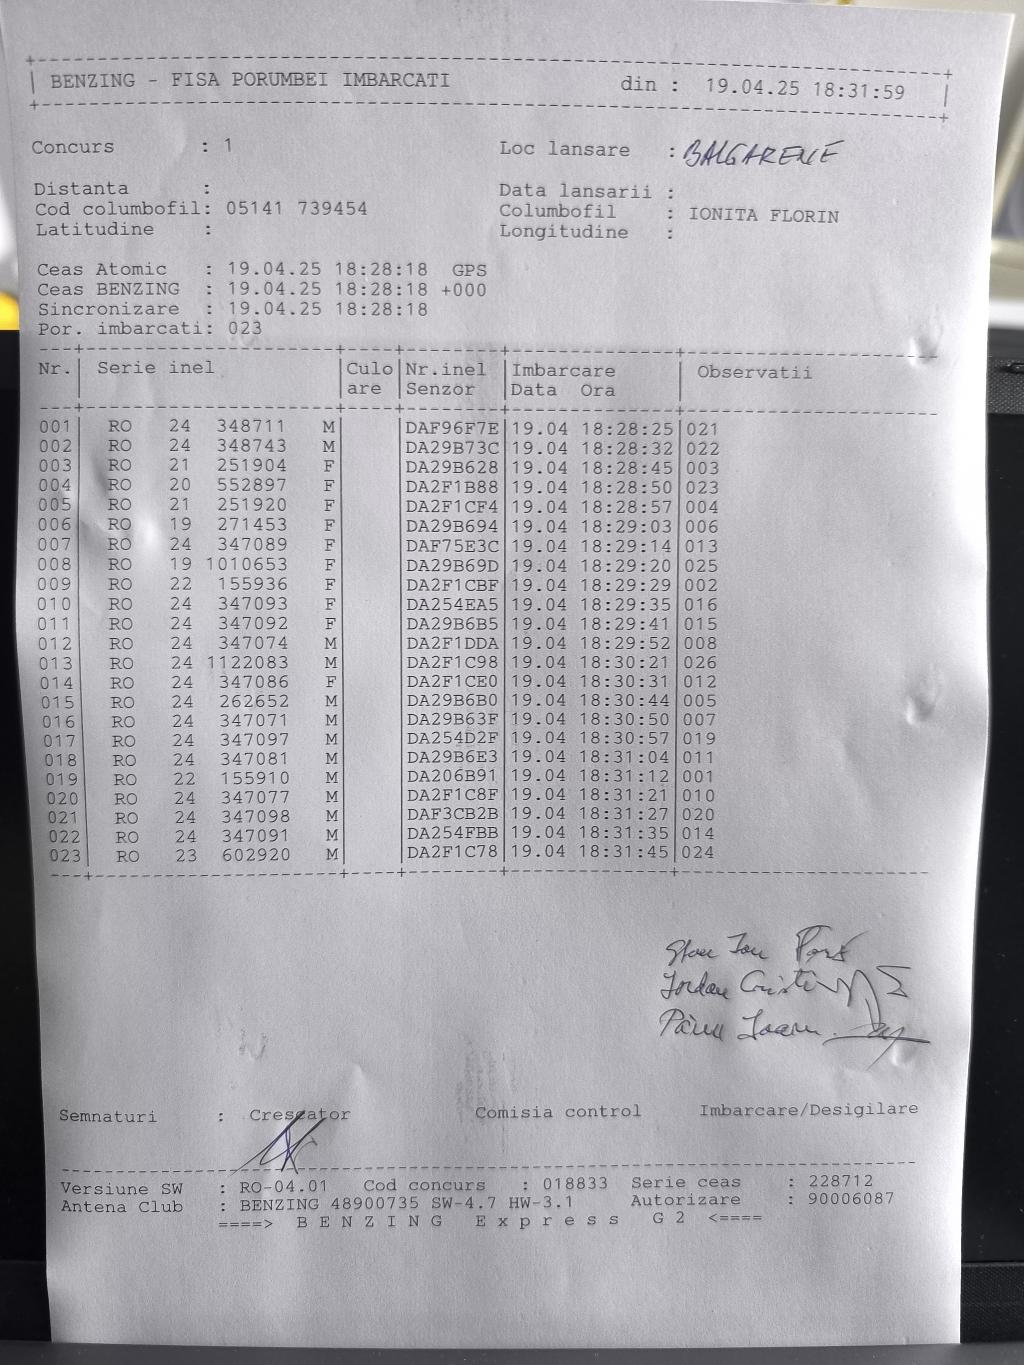 BENZING - FISA PORUMBEI IMBARCATI din : 19.04.25 18:31:59
Concurs : 1 Loc lansare : BALGARENE
Distanta : Data lansarii :
Cod columbofil: 05141 739454 Columbofil : IONITA FLORIN
Latitudine : Longitudine :
Ceas Atomic : 19.04.25 18:28:18 GPS
Ceas BENZING : 19.04.25 18:28:18 +000
Sincronizare : 19.04.25 18:28:18
Por. imbarcati: 023
Nr. Serie inel Culo Nr.inel Imbarcare Observatii
are Senzor Data Ora
001 RO 24 348711 M DAF96F7E 19.04 18:28:25 021
002 RO 24 348743 M DA29B73C 19.04 18:28:32 022
003 RO 21 251904 F DA29B628 19.04 18:28:45 003
004 RO 20 552897 F DA2F1B88 19.04 18:28:50 023
005 RO 21 251920 F DA2F1CF4 19.04 18:28:57 004
006 RO 19 271453 F DA29B694 19.04 18:29:03 006
007 RO 24 347089 F DAF75E3C 19.04 18:29:14 013
008 RO 19 1010653 F DA29B69D 19.04 18:29:20 025
009 RO 22 155936 F DA2F1CBF 19.04 18:29:29 002
010 RO 24 347093 F DA254EA5 19.04 18:29:35 016
011 RO 24 347092 F DA29B6B5 19.04 18:29:41 015
012 RO 24 347074 M DA2F1DDA 19.04 18:29:52 008
013 RO 24 1122083 M DA2F1C98 19.04 18:30:21 026
014 RO 24 347086 F DA2F1CE0 19.04 18:30:31 012
015 RO 24 262652 M DA29B6B0 19.04 18:30:44 005
016 RO 24 347071 M DA29B63F 19.04 18:30:50 007
017 RO 24 347097 M DA254D2F 19.04 18:30:57 019
018 RO 24 347081 M DA29B6E3 19.04 18:31:04 011
019 RO 22 155910 M DA206B91 19.04 18:31:12 001
020 RO 24 347077 M DA2F1C8F 19.04 18:31:21 010
021 RO 24 347098 M DAF3CB2B 19.04 18:31:27 020
022 RO 24 347091 M DA254FBB 19.04 18:31:35 014
023 RO 23 602920 M DA2F1C78 19.04 18:31:45 024
Ion
Iordan Cristi
Ioan
Semnaturi : Crescator Comisia control Imbarcare/Desigilare
Versiune SW : RO-04.01 Cod concurs : 018833 Serie ceas : 228712
Antena Club : BENZING 48900735 SW-4.7 HW-3.1 Autorizare : 90006087
====> B E N Z I N G E x p r e s s G 2 <====